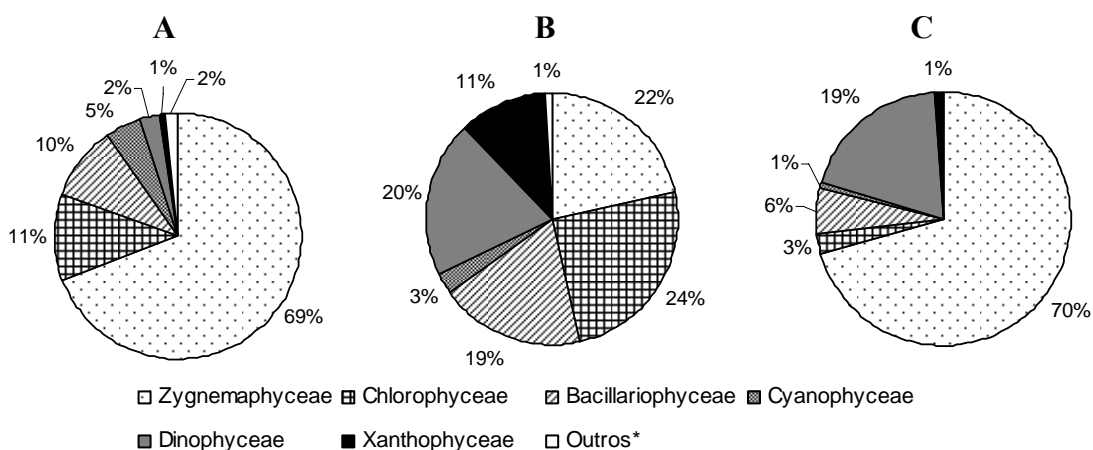 A B C
1% 2% 2% 5% 10% 11% 69%
1% 11% 22% 20% 3% 24% 19%
1% 19% 1% 6% 3% 70%
Zygnemaphyceae Chlorophyceae Bacillariophyceae Cyanophyceae
Dinophyceae Xanthophyceae Outros*